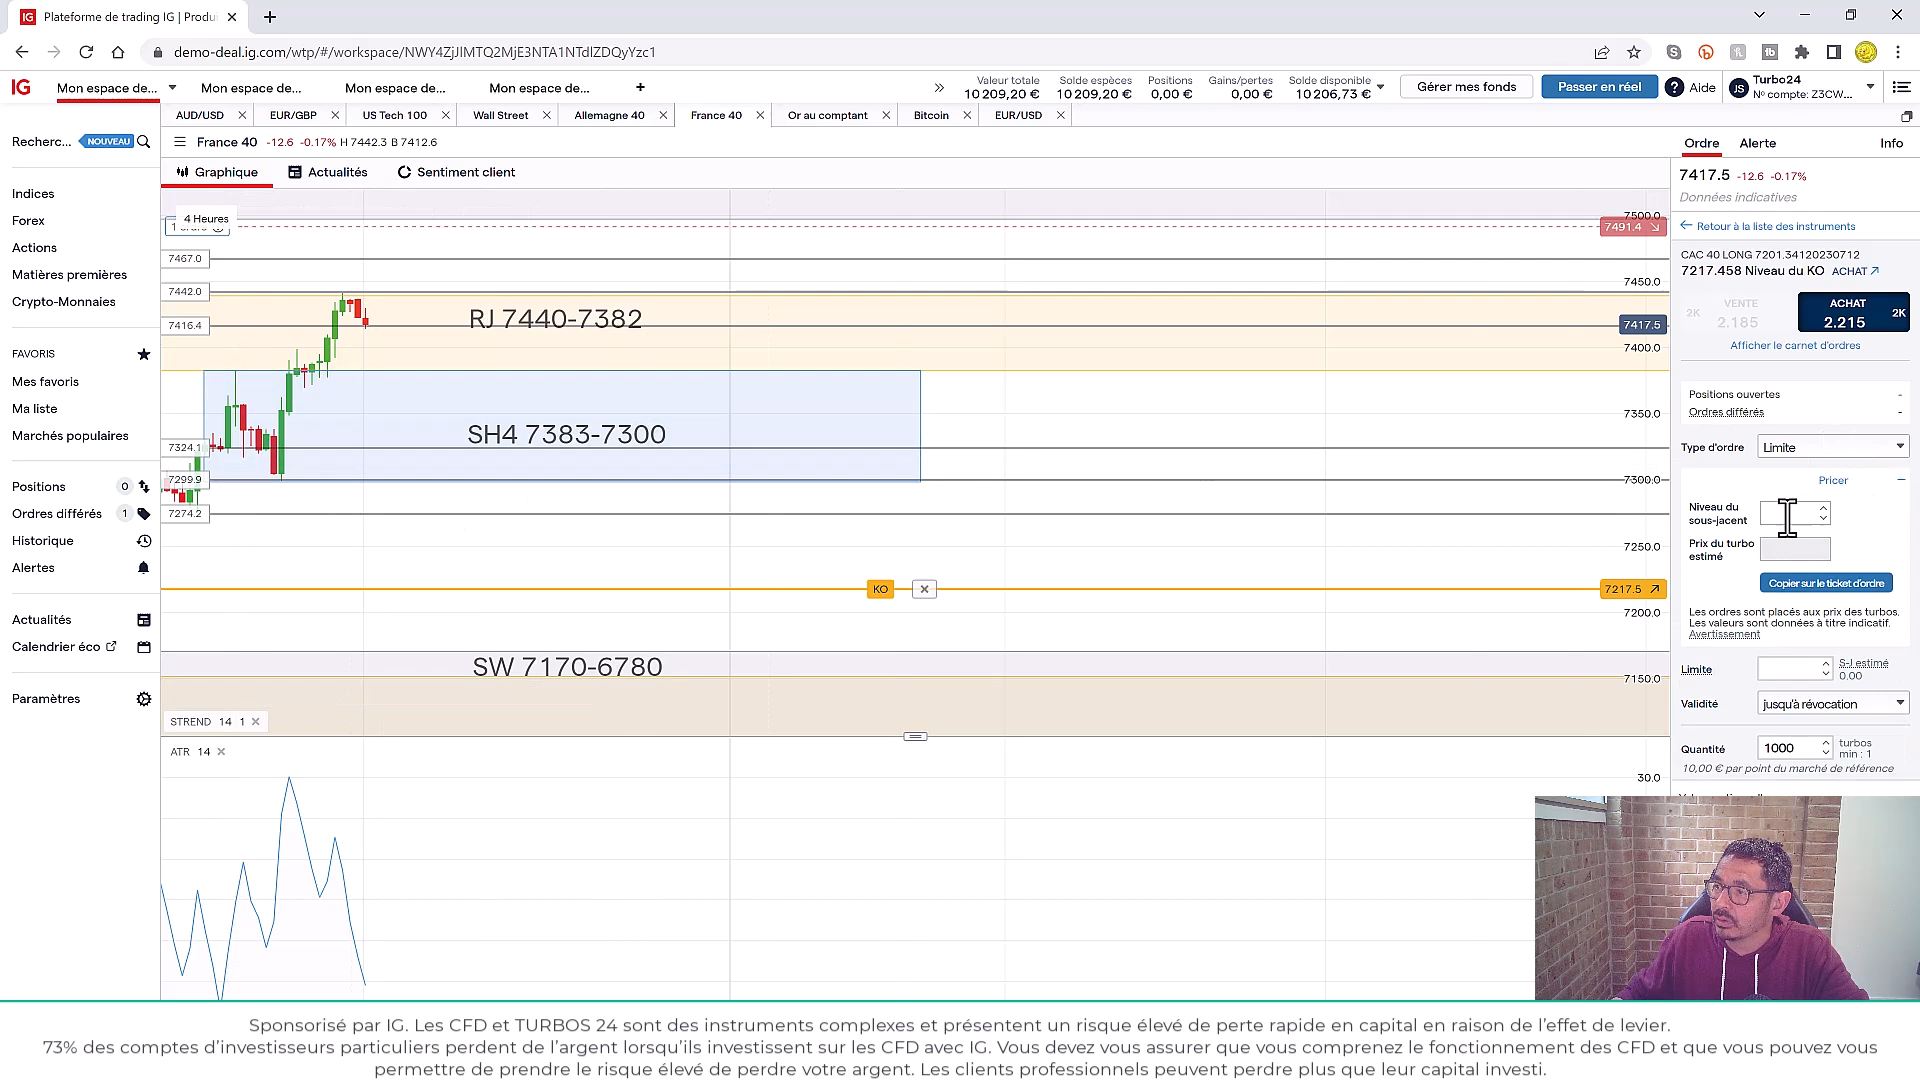 Plateforme de trading IG | Produi
demo-deal.ig.com/wtp/#/workspace/NWY4ZjJlMTQ2MjE3NTA1NTdlZDQyYzc1
IG
Mon espace de...
Mon espace de...
Mon espace de...
Mon espace de...
Valeur totale
10 209,20 €
Solde espèces
10 209,20 €
Positions
0,00 €
Gains/pertes
0,00 €
Solde disponible
10 206,73 €
Gérer mes fonds
Passer en réel
Aide
JS
Turbo24
Nº compte: Z3CW...
AUD/USD
EUR/GBP
US Tech 100
Wall Street
Allemagne 40
France 40
Or au comptant
Bitcoin
EUR/USD
Recherc...
NOUVEAU
Indices
Forex
Actions
Matières premières
Crypto-Monnaies
FAVORIS
Mes favoris
Ma liste
Marchés populaires
Positions 0
Ordres différés 1
Historique
Alertes
Actualités
Calendrier éco
Paramètres
France 40 -12.6 -0.17% H 7442.3 B 7412.6
Graphique
Actualités
Sentiment client
4 Heures
7467.0
7442.0
7416.4
7324.1
7299.9
7274.2
RJ 7440-7382
SH4 7383-7300
SW 7170-6780
KO
7500.0
7491.4
7450.0
7417.5
7400.0
7350.0
7300.0
7250.0
7217.5
7200.0
7150.0
STREND 14 1
ATR 14
30.0
Ordre
Alerte
Info
7417.5 -12.6 -0.17%
Données indicatives
Retour à la liste des instruments
CAC 40 LONG 7201.34120230712
7217.458 Niveau du KO ACHAT
VENTE
2K 2.185
ACHAT
2.215 2K
Afficher le carnet d'ordres
Positions ouvertes -
Ordres différés -
Type d'ordre Limite
Pricer
Niveau du
sous-jacent
Prix du turbo
estimé
Copier sur le ticket d'ordre
Les ordres sont placés aux prix des turbos.
Les valeurs sont données à titre indicatif.
Avertissement
Limite
S-J estimé
0.00
Validité jusqu'à révocation
Quantité 1000
turbos
min : 1
10,00 € par point du marché de référence
Sponsorisé par IG. Les CFD et TURBOS 24 sont des instruments complexes et présentent un risque élevé de perte rapide en capital en raison de l'effet de levier.
73% des comptes d'investisseurs particuliers perdent de l'argent lorsqu'ils investissent sur les CFD avec IG. Vous devez vous assurer que vous comprenez le fonctionnement des CFD et que vous pouvez vous
permettre de prendre le risque élevé de perdre votre argent. Les clients professionnels peuvent perdre plus que leur capital investi.